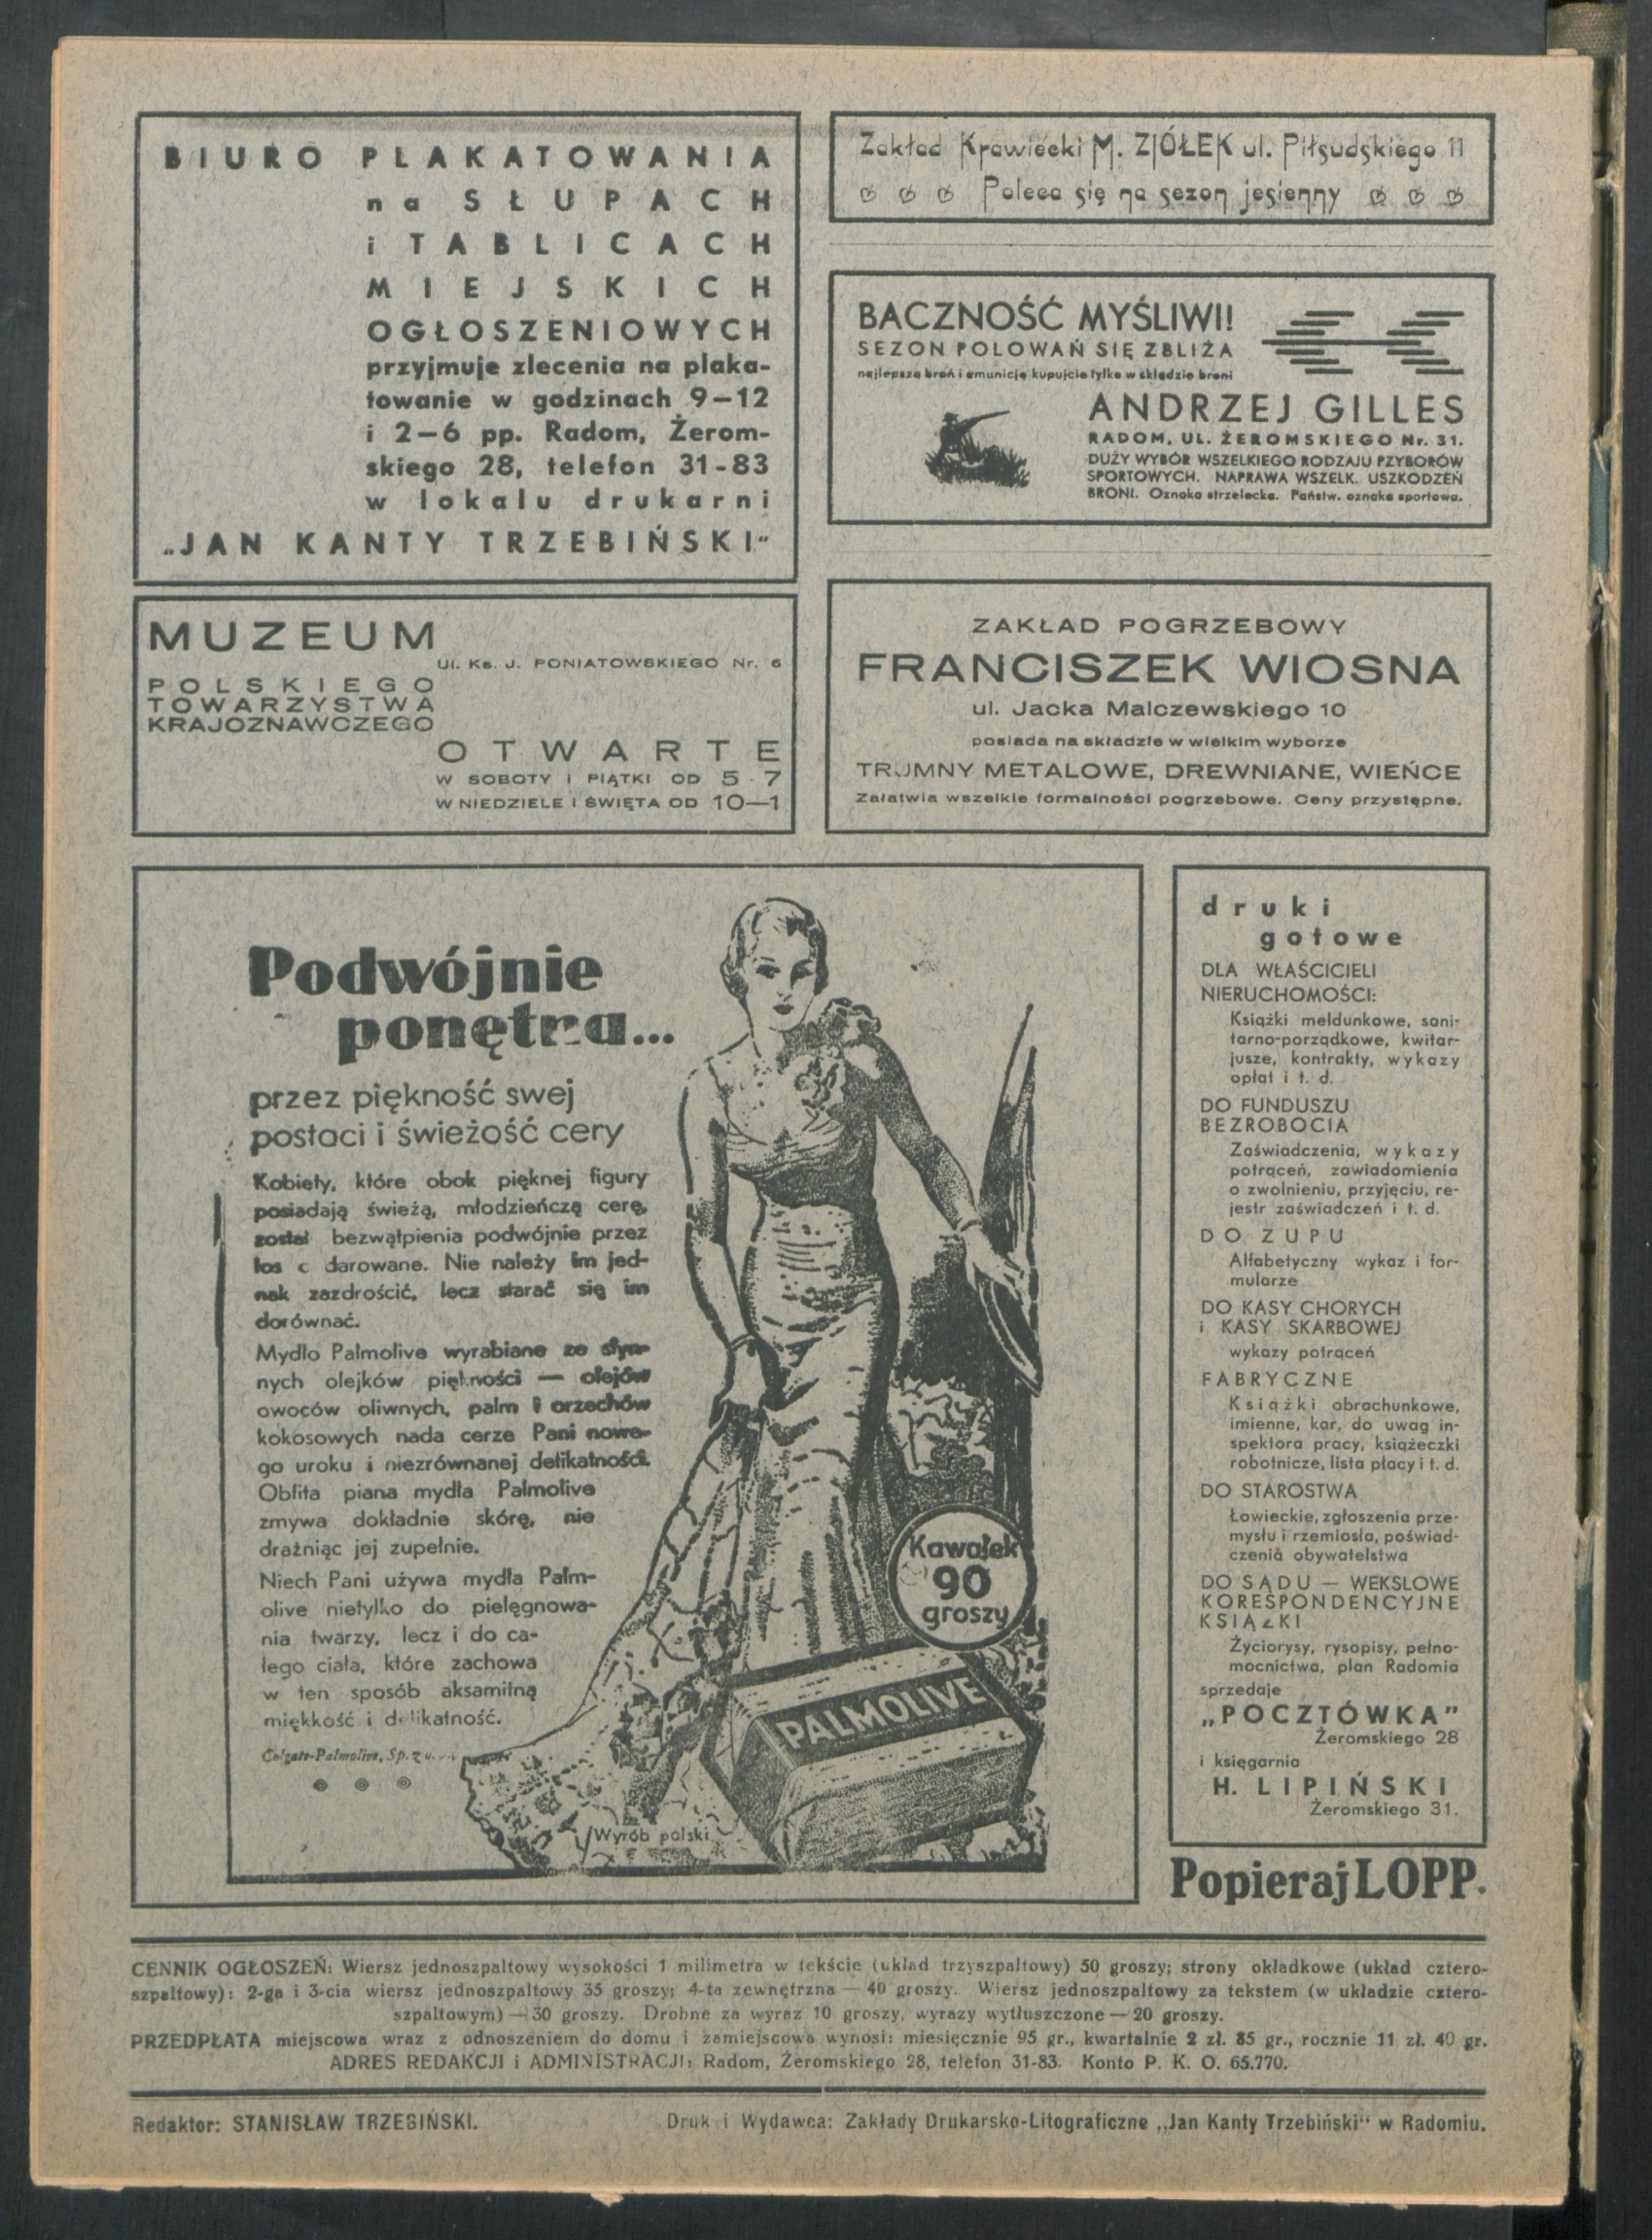 BIURO PLAKATOWANIA
na SŁUPACH
i TABLICACH
MIEJSKICH
OGŁOSZENIOWYCH
przyjmuje zlecenia na plaka-
towanie w godzinach 9—12
i 2—6 pp. Radom, Żerom-
skiego 28, telefon 31-83
w lokalu drukarni
„JAN KANTY TRZEBIŃSKI"
Zakład Krawiecki M. ZIÓŁEK ul. Piłsudskiego 11
Poleca się na sezon jesienny
BACZNOŚĆ MYŚLIWI!
SEZON POLOWAŃ SIĘ ZBLIŻA
najlepszą broń i amunicję kupujcie tylko w składzie broni
ANDRZEJ GILLES
RADOM, UL. ŻEROMSKIEGO Nr. 31.
DUŻY WYBÓR WSZELKIEGO RODZAJU PZYBORÓW
SPORTOWYCH. NAPRAWA WSZELK. USZKODZEŃ
BRONI. Oznaka strzelecka. Państw. oznaka sportowa.
MUZEUM
Ul. Ks. J. PONIATOWSKIEGO Nr. 6
POLSKIEGO
TOWARZYSTWA
KRAJOZNAWCZEGO
OTWARTE
W SOBOTY I PIĄTKI OD 5-7
W NIEDZIELE I ŚWIĘTA OD 10—1
ZAKŁAD POGRZEBOWY
FRANCISZEK WIOSNA
ul. Jacka Malczewskiego 10
posiada na składzie w wielkim wyborze
TRUMNY METALOWE, DREWNIANE, WIEŃCE
Załatwia wszelkie formalności pogrzebowe. Ceny przystępne.
Podwójnie
ponętna...
przez piękność swej
postaci i świeżość cery
Kobiety, które obok pięknej figury
posiadają świeżą, młodzieńczą cerę,
został bezwątpienia podwójnie przez
los darowane. Nie należy im jed-
nak zazdrościć, lecz starać się im
dorównać.
Mydło Palmolive wyrabiane ze słyn-
nych olejków piękności — olejów
owoców oliwnych, palm i orzechów
kokosowych nada cerze Pani nowe-
go uroku i niezrównanej delikatności.
Obfita piana mydła Palmolive
zmywa dokładnie skórę, nie
drażniąc jej zupełnie.
Niech Pani używa mydła Palm-
olive nietylko do pielęgnowa-
nia twarzy, lecz i do ca-
łego ciała, które zachowa
w ten sposób aksamitną
miękkość i delikatność.
Colgate-Palmolive, Sp. z
Kawałek
90
groszy
PALMOLIVE
Wyrób polski
druki
gotowe
DLA WŁAŚCICIELI
NIERUCHOMOŚCI:
Książki meldunkowe, sani-
tarno-porządkowe, kwitar-
jusze, kontrakty, wykazy
opłat i t. d.
DO FUNDUSZU
BEZROBOCIA
Zaświadczenia, wykazy
potrąceń, zawiadomienia
o zwolnieniu, przyjęciu, re-
jestr zaświadczeń i t. d.
DO ZUPU
Alfabetyczny wykaz i for-
mularze
DO KASY CHORYCH
i KASY SKARBOWEJ
wykazy potrąceń
FABRYCZNE
Książki obrachunkowe,
imienne, kar, do uwag in-
spektora pracy, książeczki
robotnicze, lista płacy i t. d.
DO STAROSTWA
Łowieckie, zgłoszenia prze-
mysłu i rzemiosła, poświad-
czenia obywatelstwa
DO SĄDU — WEKSLOWE
KORESPONDENCYJNE
KSIĄŻKI
Życiorysy, rysopisy, pełno-
mocnictwa, plan Radomia
sprzedaje
„POCZTÓWKA"
Żeromskiego 28
i księgarnia
H. LIPIŃSKI
Żeromskiego 31.
Popieraj LOPP.
CENNIK OGŁOSZEŃ: Wiersz jednoszpaltowy wysokości 1 milimetra w tekście (układ trzyszpaltowy) 50 groszy; strony okładkowe (układ cztero-
szpaltowy): 2-ga i 3-cia wiersz jednoszpaltowy 35 groszy; 4-ta zewnętrzna — 40 groszy. Wiersz jednoszpaltowy za tekstem (w układzie cztero-
szpaltowym) — 30 groszy. Drobne za wyraz 10 groszy, wyrazy wytłuszczone — 20 groszy.
PRZEDPŁATA miejscowa wraz z odnoszeniem do domu i zamiejscowa wynosi: miesięcznie 95 gr., kwartalnie 2 zł. 85 gr., rocznie 11 zł. 40 gr.
ADRES REDAKCJI i ADMINISTRACJI: Radom, Żeromskiego 28, telefon 31-83. Konto P. K. O. 65.770.
Redaktor: STANISŁAW TRZEBIŃSKI.
Druk i Wydawca: Zakłady Drukarsko-Litograficzne „Jan Kanty Trzebiński" w Radomiu.